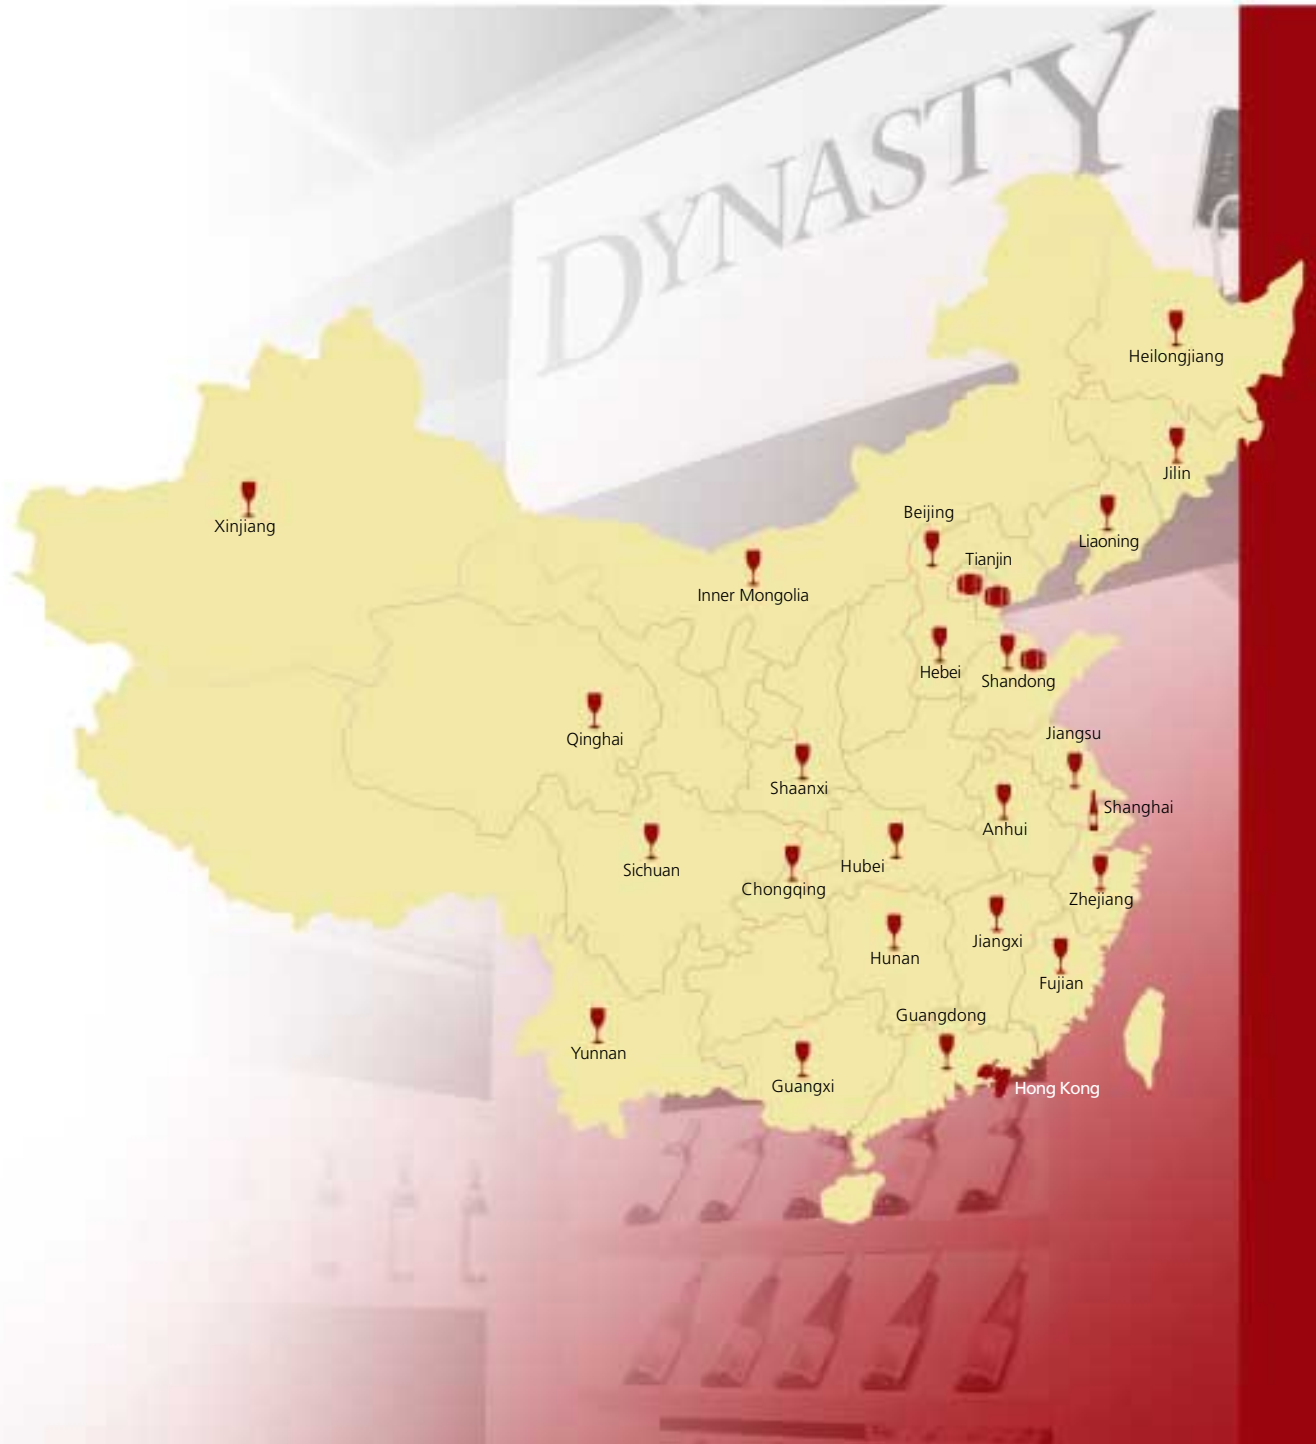 DYNASTY
Heilongjiang
Jilin
Xinjiang
Beijing
Liaoning
Tianjin
Inner Mongolia
Hebei
Shandong
Qinghai
Jiangsu
Shaanxi
Shanghai
Anhui
Sichuan
Hubei
Chongqing
Zhejiang
Jiangxi
Hunan
Fujian
Guangdong
Yunnan
Guangxi
Hong Kong